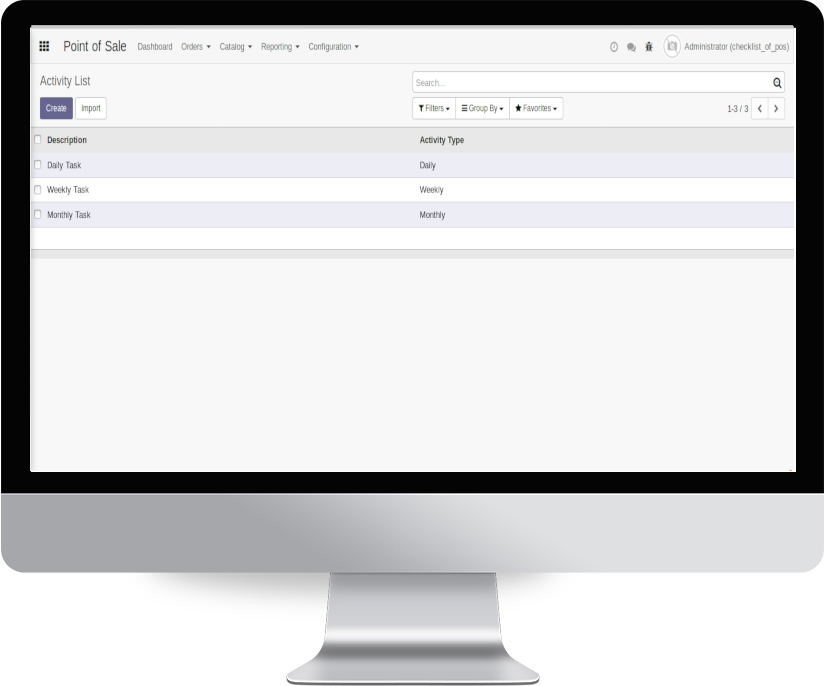 Point of Sale Dashboard Orders Catalog Reporting Configuration Administrator (checklist_of_pos)
Activity List
Search...
Create Import Filters Group By Favorites 1-3 / 3
Description Activity Type
Daily Task Daily
Weekly Task Weekly
Monthly Task Monthly